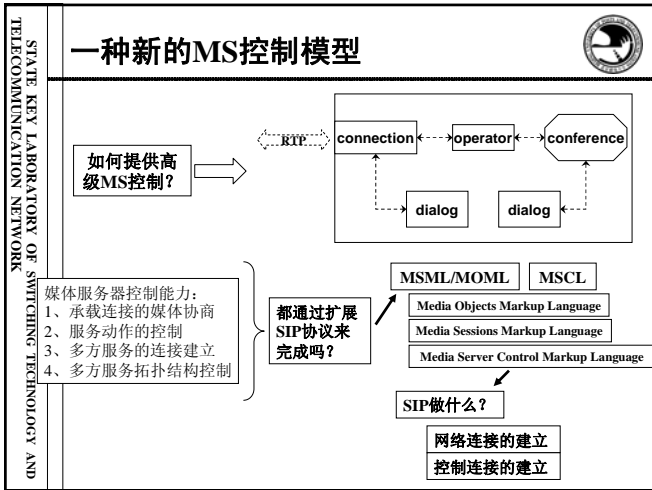 一种新的MS控制模型
STATE KEY LABORATORY OF SWITCHING TECHNOLOGY AND
TELECOMMUNICATION NETWORK
如何提供高
级MS控制？
RTP
connection
operator
conference
dialog
dialog
媒体服务器控制能力:
1、承载连接的媒体协商
2、服务动作的控制
3、多方服务的连接建立
4、多方服务拓扑结构控制
都通过扩展
SIP协议来
完成吗？
MSML/MOML
MSCL
Media Objects Markup Language
Media Sessions Markup Language
Media Server Control Markup Language
SIP做什么？
网络连接的建立
控制连接的建立